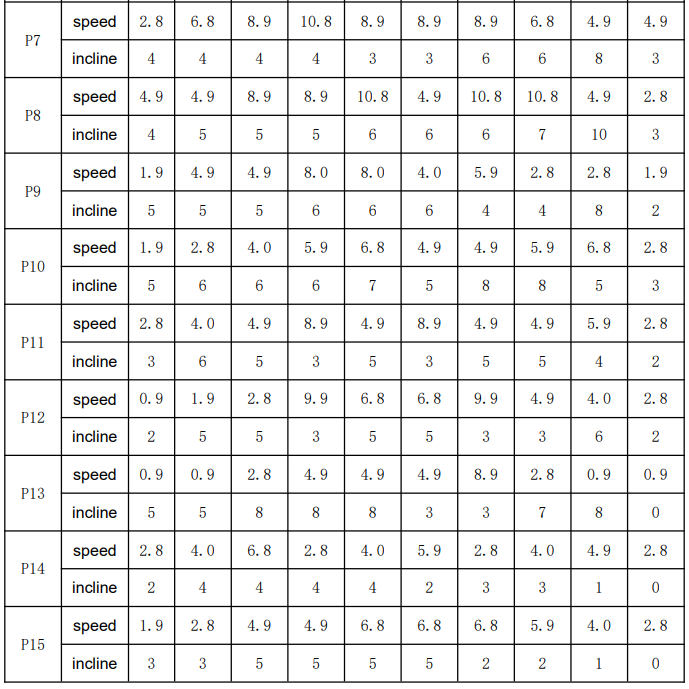 P7 speed 2.8 6.8 8.9 10.8 8.9 8.9 8.9 6.8 4.9 4.9
incline 4 4 4 4 3 3 6 6 8 3
P8 speed 4.9 4.9 8.9 8.9 10.8 4.9 10.8 10.8 4.9 2.8
incline 4 5 5 5 6 6 6 7 10 3
P9 speed 1.9 4.9 4.9 8.0 8.0 4.0 5.9 2.8 2.8 1.9
incline 5 5 5 6 6 6 4 4 8 2
P10 speed 1.9 2.8 4.0 5.9 6.8 4.9 4.9 5.9 6.8 2.8
incline 5 6 6 6 7 5 8 8 5 3
P11 speed 2.8 4.0 4.9 8.9 4.9 8.9 4.9 4.9 5.9 2.8
incline 3 6 5 3 5 3 5 5 4 2
P12 speed 0.9 1.9 2.8 9.9 6.8 6.8 9.9 4.9 4.0 2.8
incline 2 5 5 3 5 5 3 3 6 2
P13 speed 0.9 0.9 2.8 4.9 4.9 4.9 8.9 2.8 0.9 0.9
incline 5 5 8 8 8 3 3 7 8 0
P14 speed 2.8 4.0 6.8 2.8 4.0 5.9 2.8 4.0 4.9 2.8
incline 2 4 4 4 4 2 3 3 1 0
P15 speed 1.9 2.8 4.9 4.9 6.8 6.8 6.8 5.9 4.0 2.8
incline 3 3 5 5 5 5 2 2 1 0